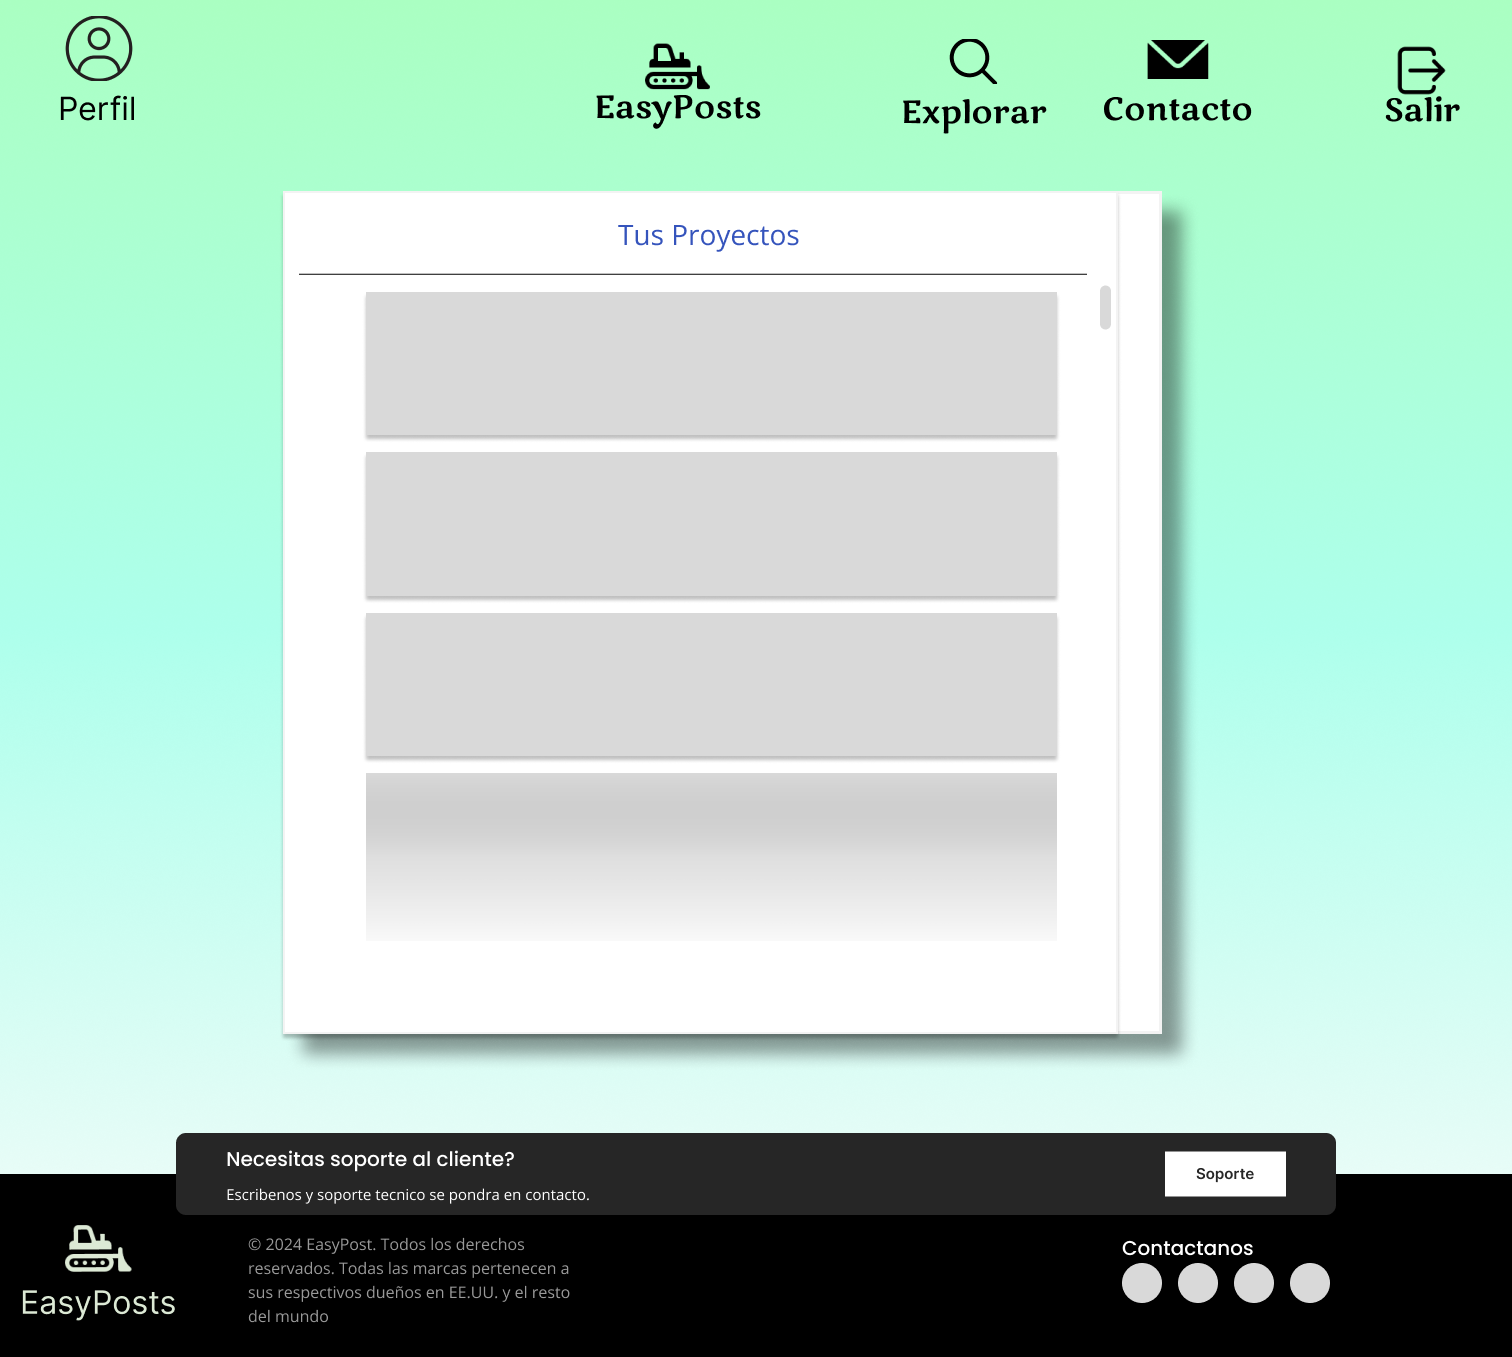 Perfil
EasyPosts
Explorar
Contacto
Salir
Tus Proyectos
Necesitas soporte al cliente?
Escribenos y soporte tecnico se pondra en contacto.
Soporte
EasyPosts
© 2024 EasyPost. Todos los derechos
reservados. Todas las marcas pertenecen a
sus respectivos dueños en EE.UU. y el resto
del mundo
Contactanos